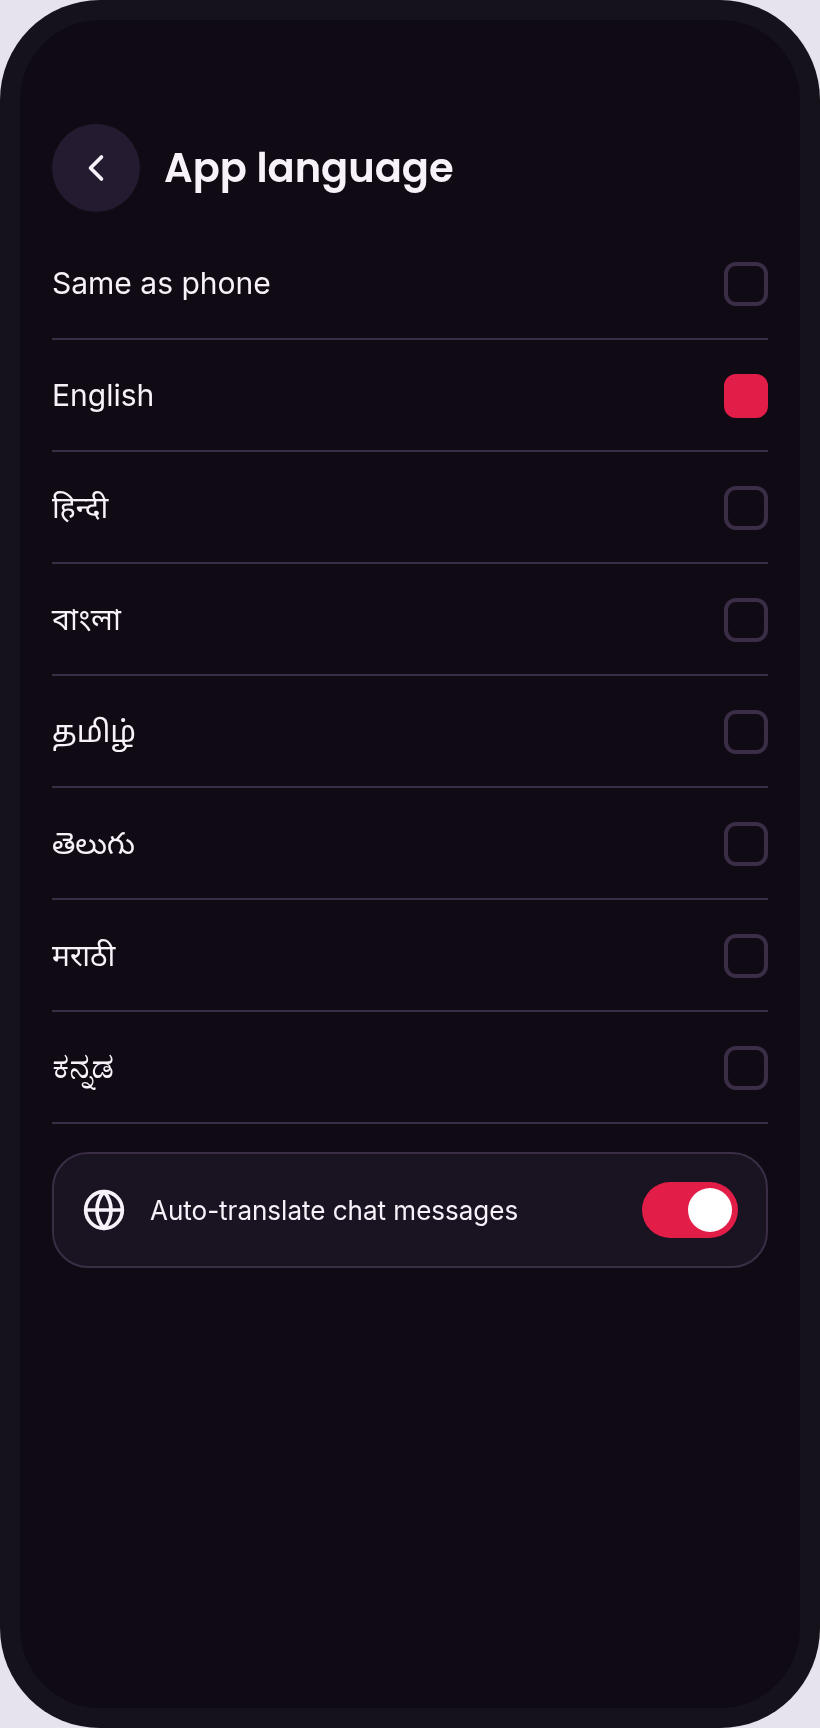 App language
Same as phone
English
हिन्दी
বাংলা
தமிழ்
తెలుగు
मराठी
ಕನ್ನಡ
Auto-translate chat messages